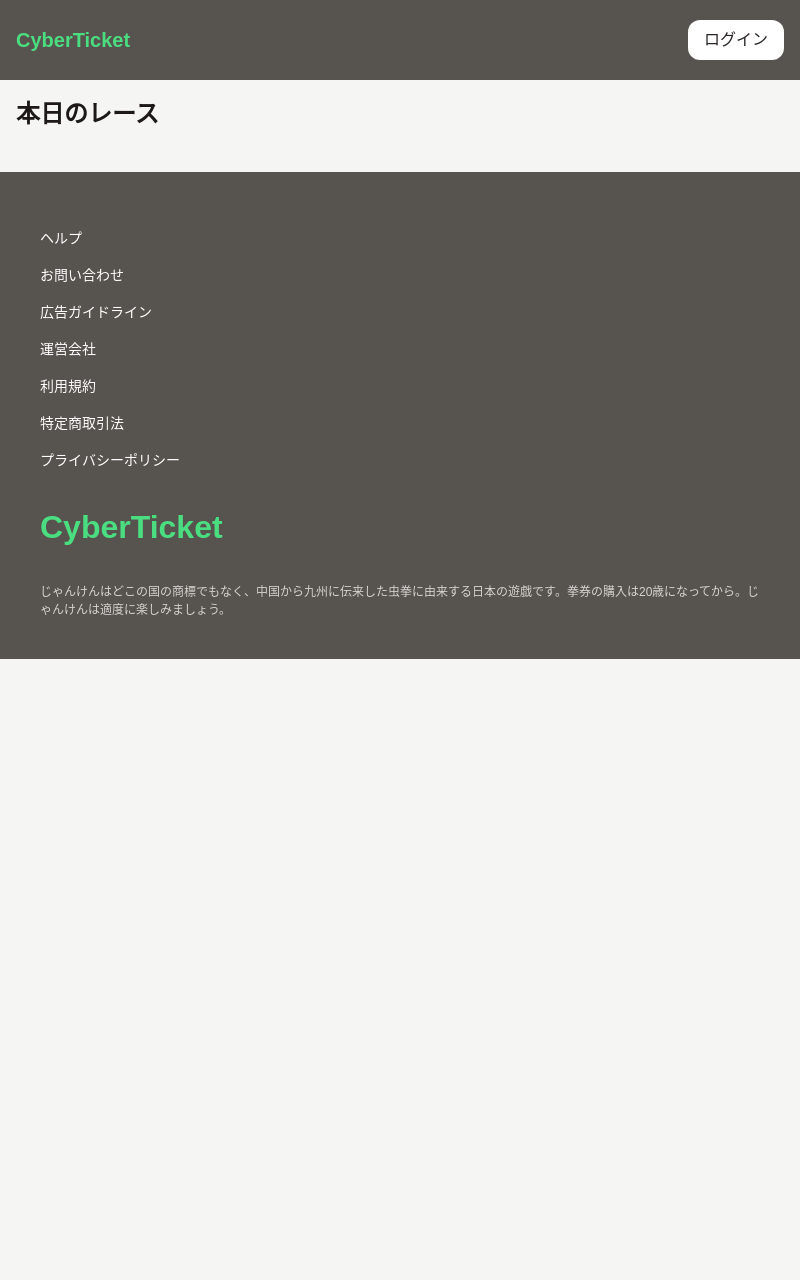 CyberTicket
ログイン
本日のレース
ヘルプ
お問い合わせ
広告ガイドライン
運営会社
利用規約
特定商取引法
プライバシーポリシー
CyberTicket
じゃんけんはどこの国の商標でもなく、中国から九州に伝来した虫拳に由来する日本の遊戯です。拳券の購入は20歳になってから。じ
ゃんけんは適度に楽しみましょう。